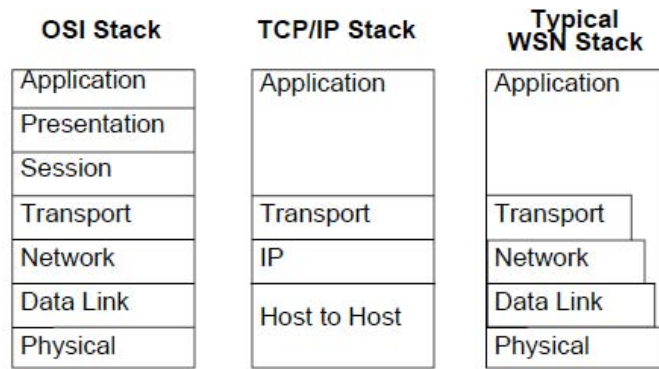 OSI Stack
Application
Presentation
Session
Transport
Network
Data Link
Physical
TCP/IP Stack
Application
Transport
IP
Host to Host
Typical
WSN Stack
Application
Transport
Network
Data Link
Physical